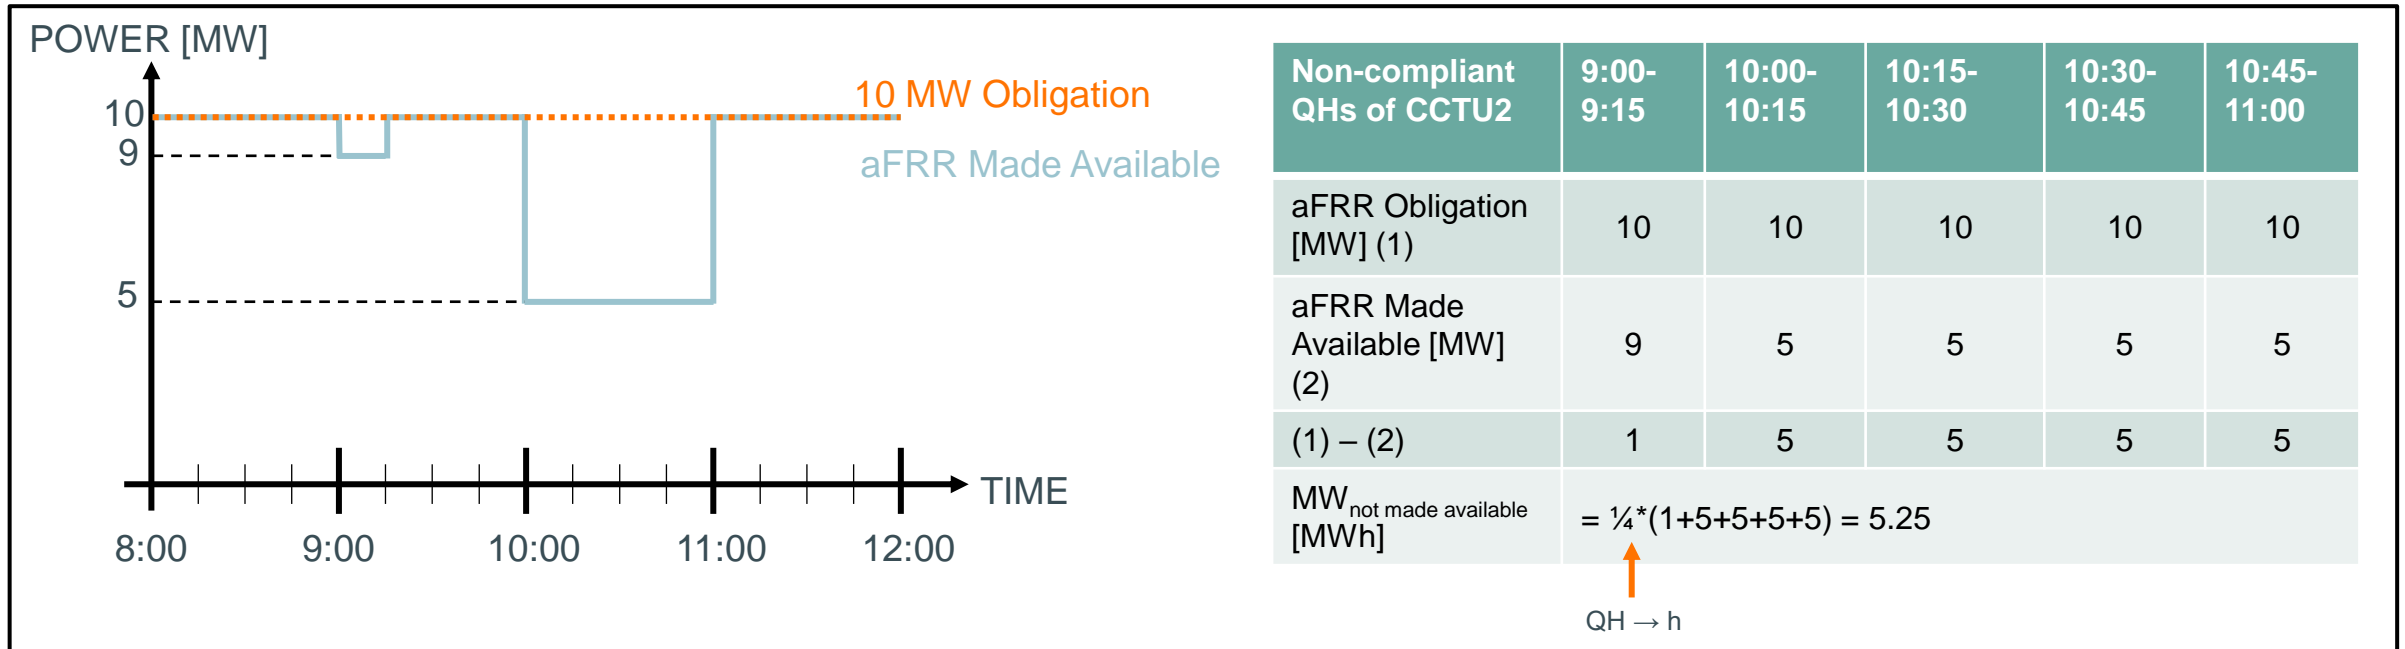 POWER [MW]
10
9
5
10 MW Obligation
aFRR Made Available
TIME
8:00 9:00 10:00 11:00 12:00
Non-compliant
QHs of CCTU2
9:00-
9:15
10:00-
10:15
10:15-
10:30
10:30-
10:45
10:45-
11:00
aFRR Obligation
[MW] (1)
10 10 10 10 10
aFRR Made
Available [MW]
(2)
9 5 5 5 5
(1) – (2) 1 5 5 5 5
MWnot made available
[MWh]
= ¼*(1+5+5+5+5) = 5.25
QH → h